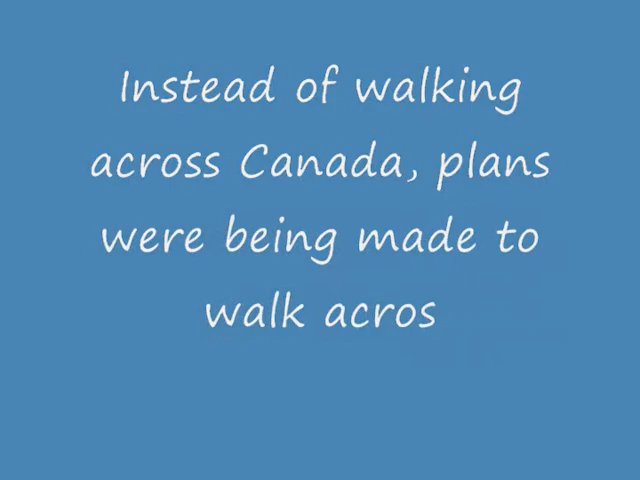 Instead of walking
across Canada, plans
were being made to
walk acros